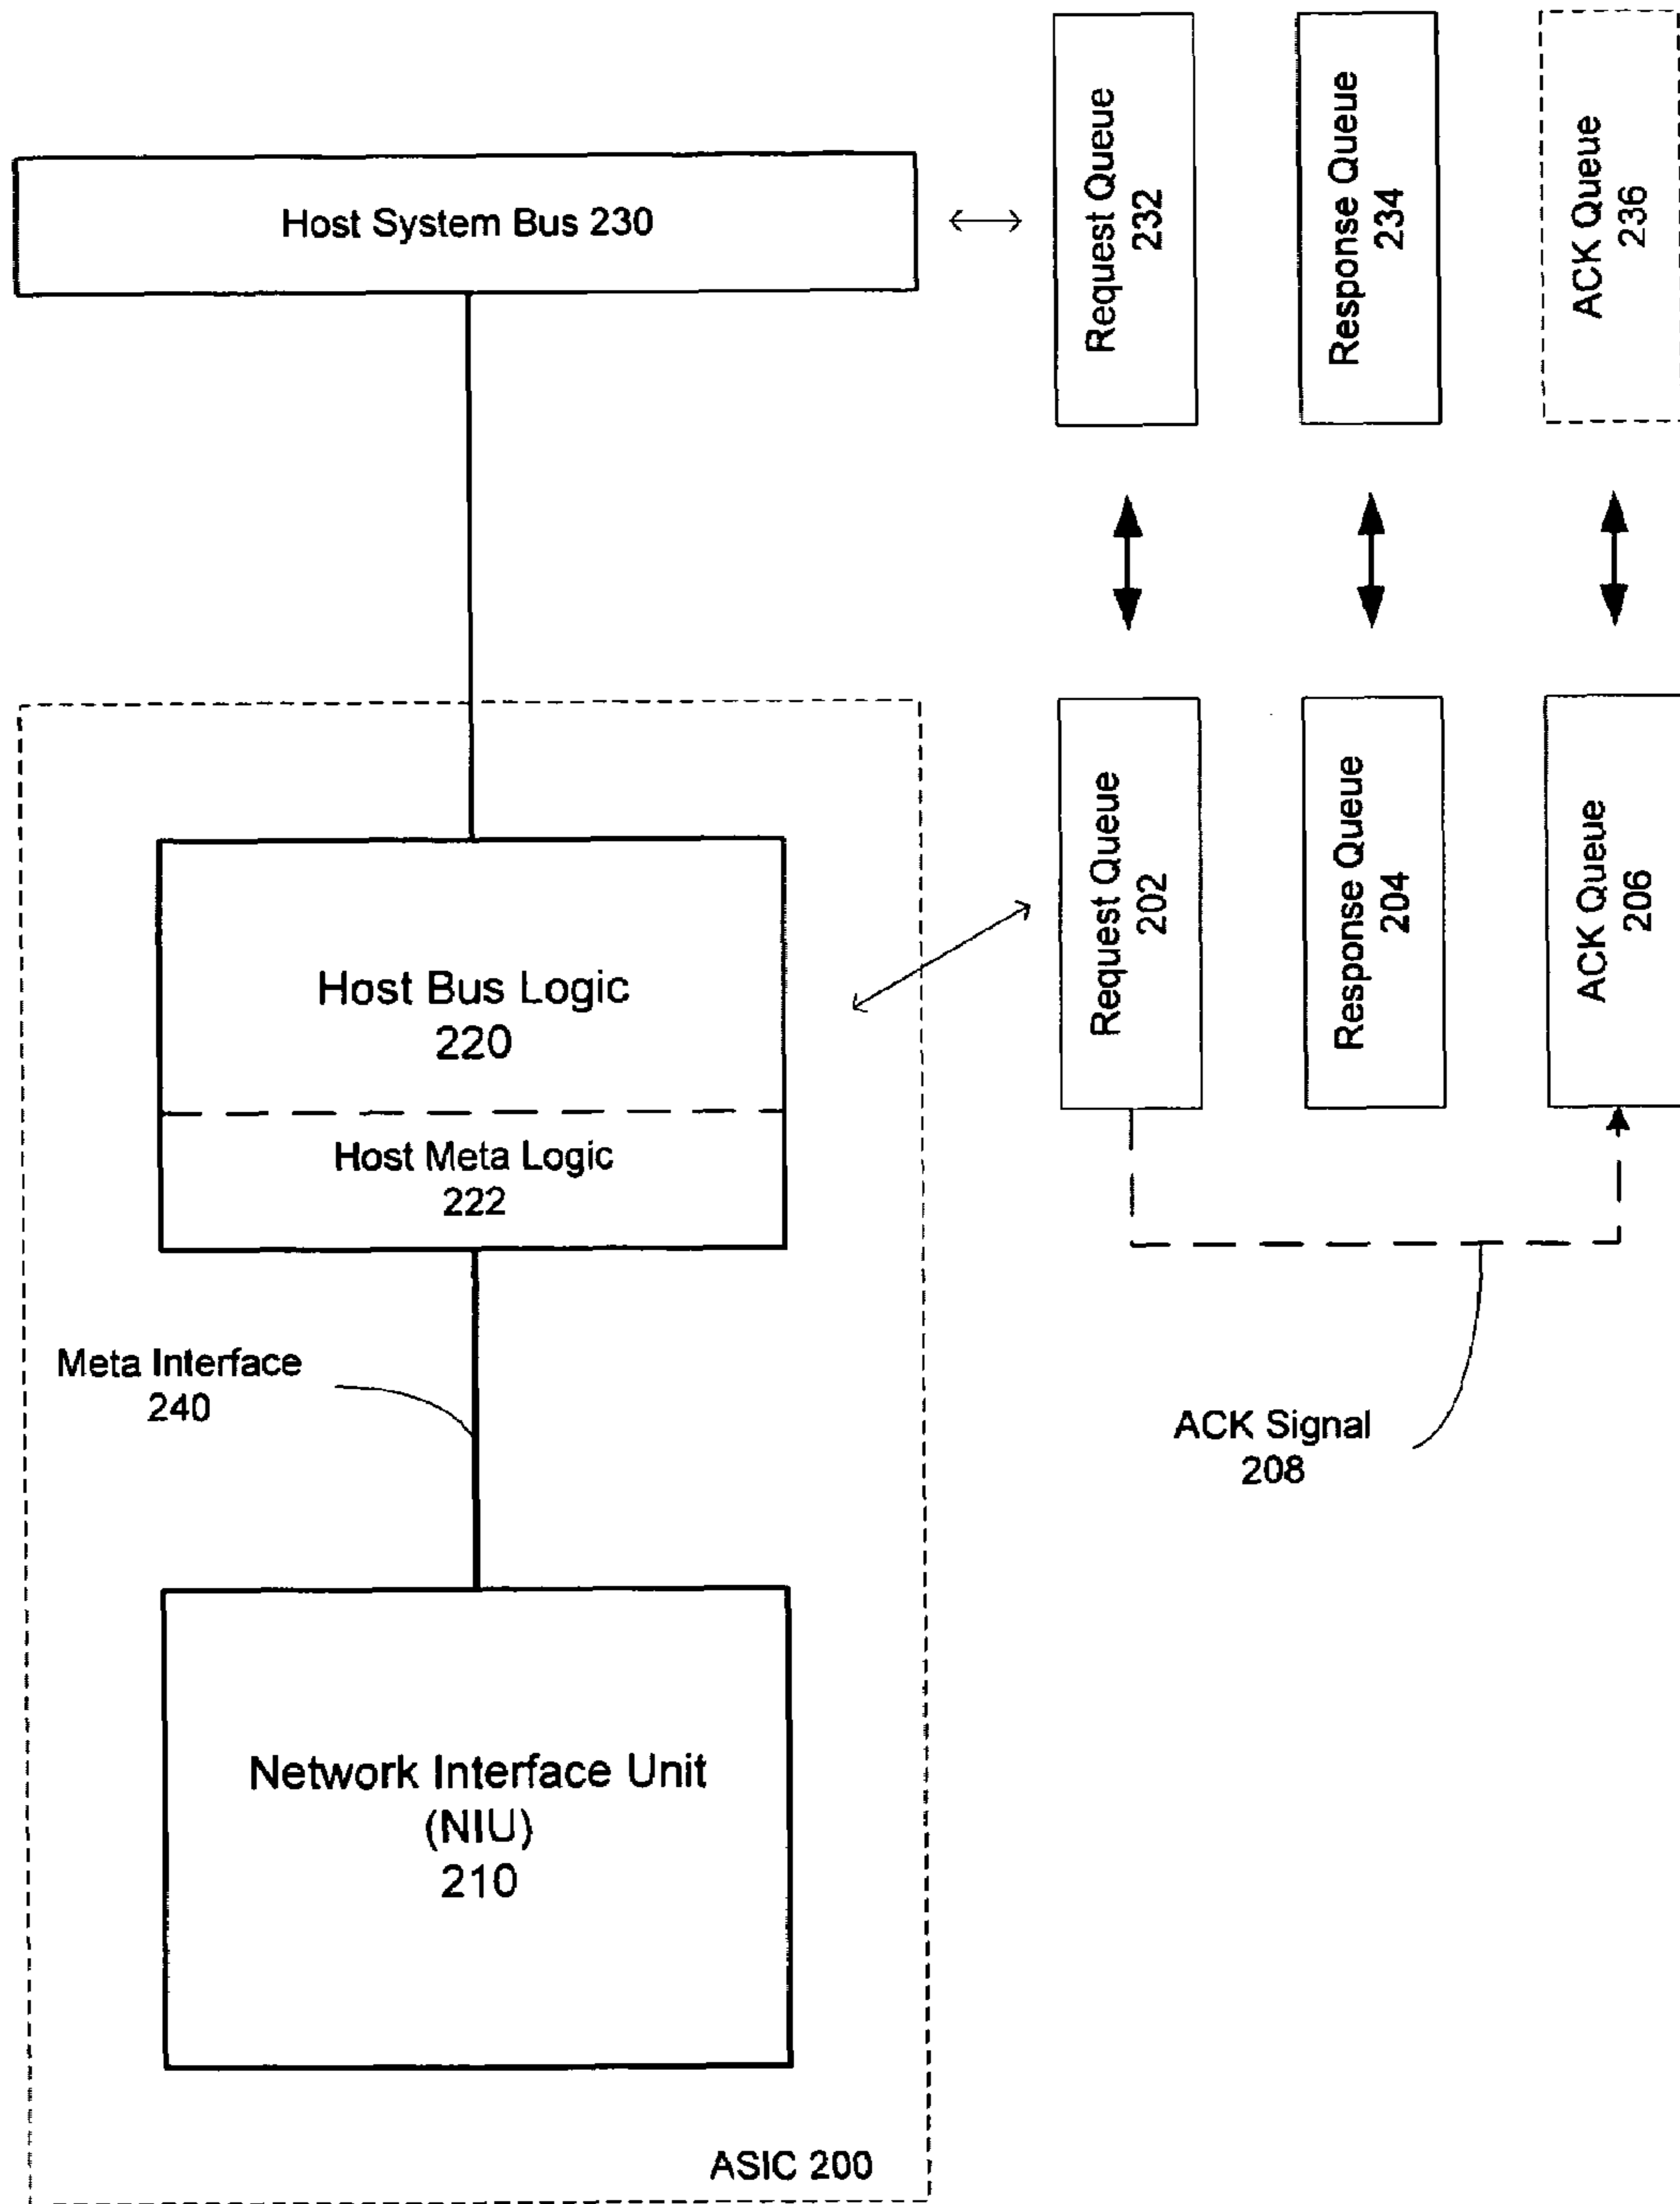 Host System Bus 230
Request Queue
232
Response Queue
234
ACK Queue
236
Host Bus Logic
220
Host Meta Logic
222
Request Queue
202
Response Queue
204
ACK Queue
206
Meta Interface
240
ACK Signal
208
Network Interface Unit
(NIU)
210
ASIC 200